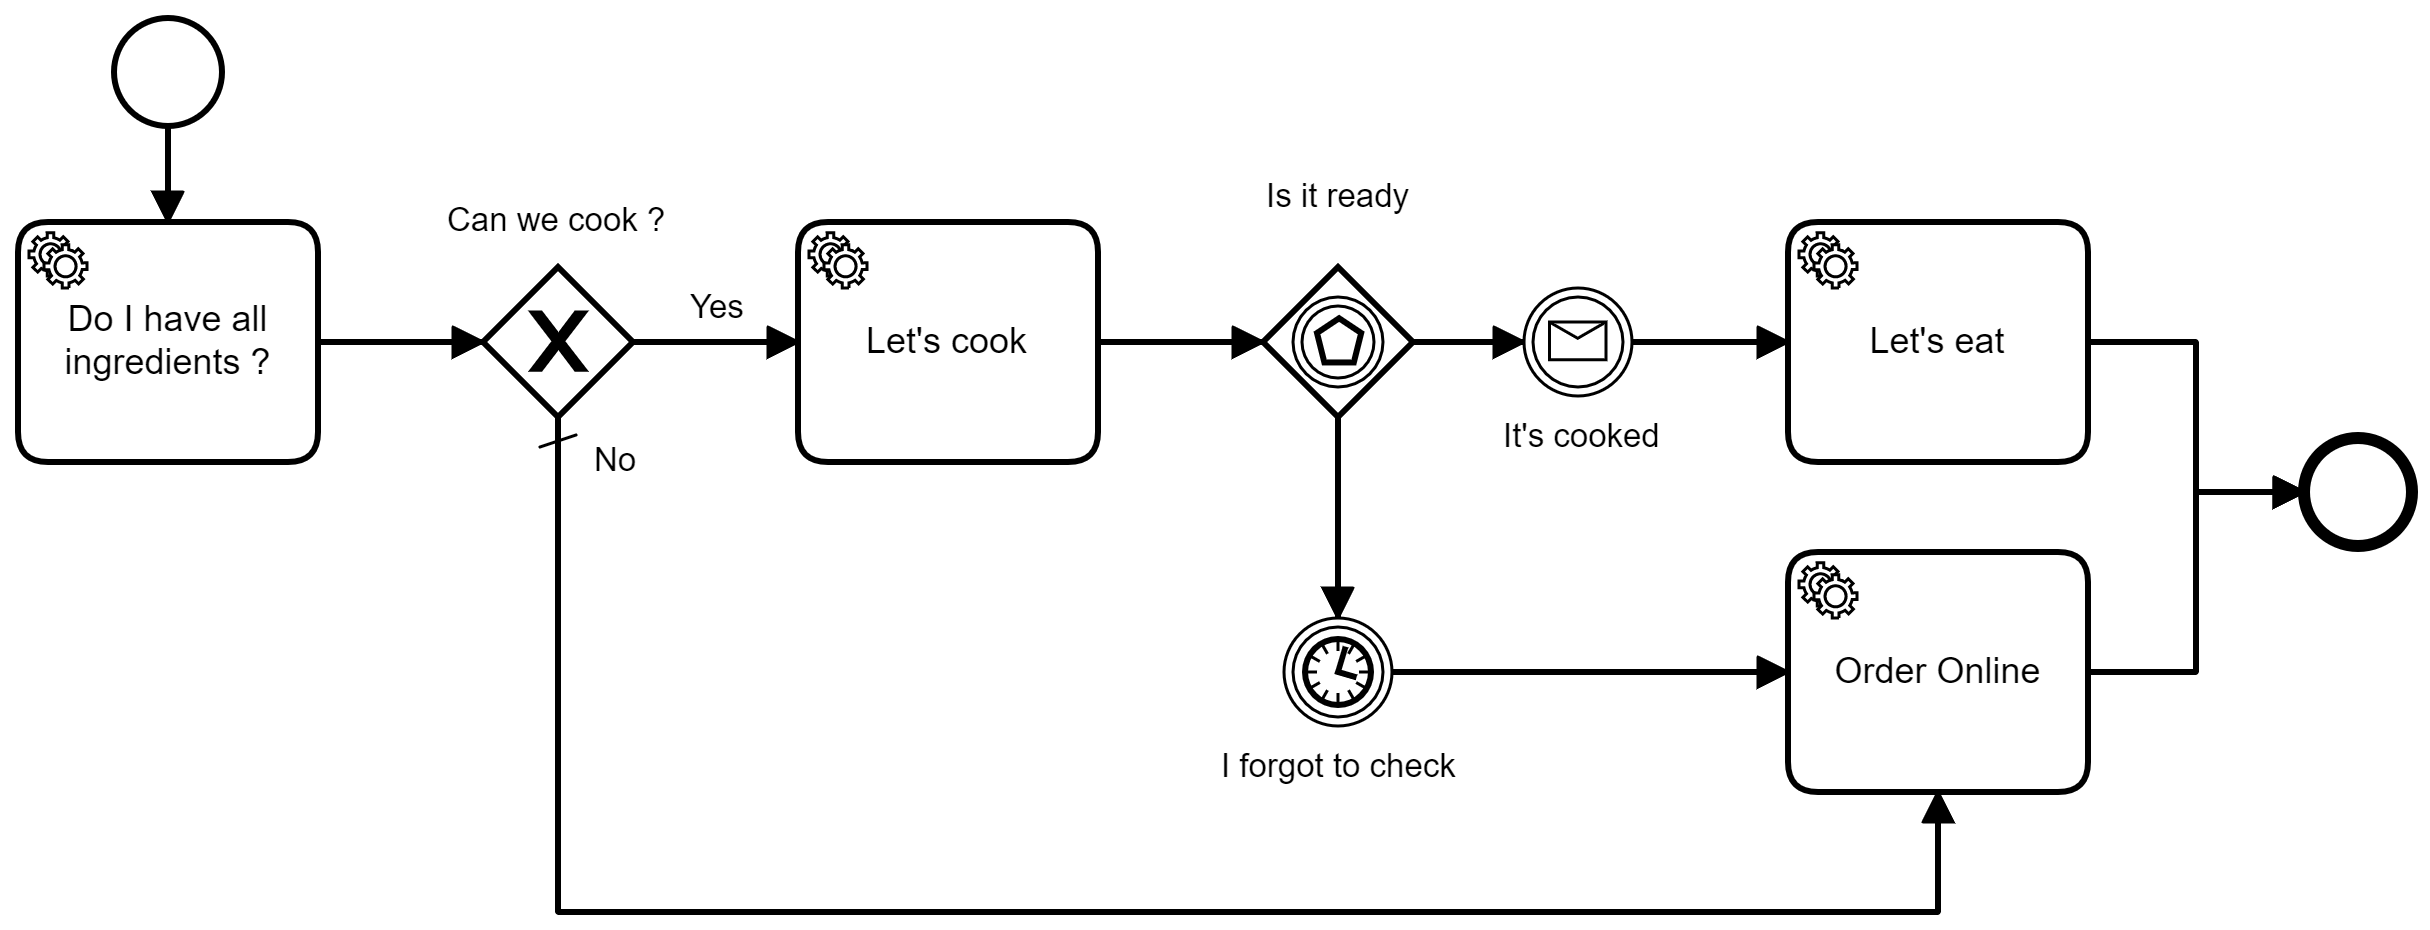 Can we cook ?
Is it ready
Do I have all
ingredients ?
Yes
Let's cook
Let's eat
It's cooked
No
Order Online
I forgot to check